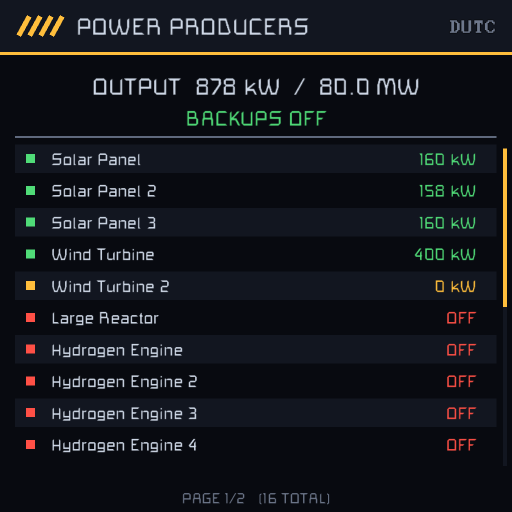 POWER PRODUCERS DUTC
OUTPUT 878 kW / 80.0 MW
BACKUPS OFF
Solar Panel 160 kW
Solar Panel 2 158 kW
Solar Panel 3 160 kW
Wind Turbine 400 kW
Wind Turbine 2 0 kW
Large Reactor OFF
Hydrogen Engine OFF
Hydrogen Engine 2 OFF
Hydrogen Engine 3 OFF
Hydrogen Engine 4 OFF
PAGE 1/2 (16 TOTAL)